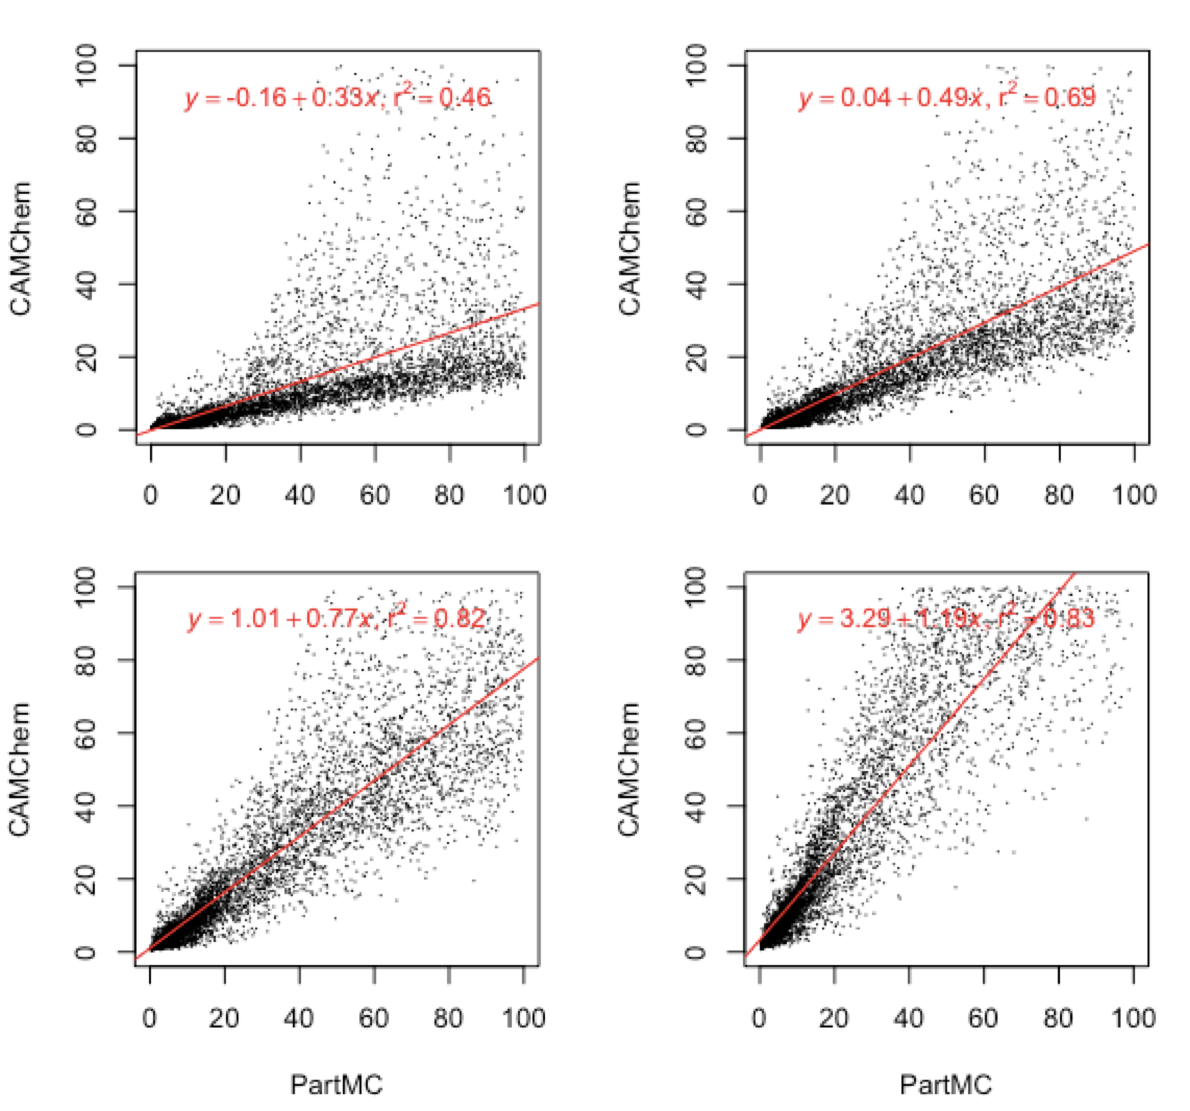 y = -0.16 + 0.33x, r² = 0.46
CAMChem
0 20 40 60 80 100
0 20 40 60 80 100
y = 0.04 + 0.49x, r² = 0.69
CAMChem
0 20 40 60 80 100
0 20 40 60 80 100
y = 1.01 + 0.77x, r² = 0.82
CAMChem
0 20 40 60 80 100
0 20 40 60 80 100
PartMC
y = 3.29 + 1.19x, r² = 0.83
CAMChem
0 20 40 60 80 100
0 20 40 60 80 100
PartMC